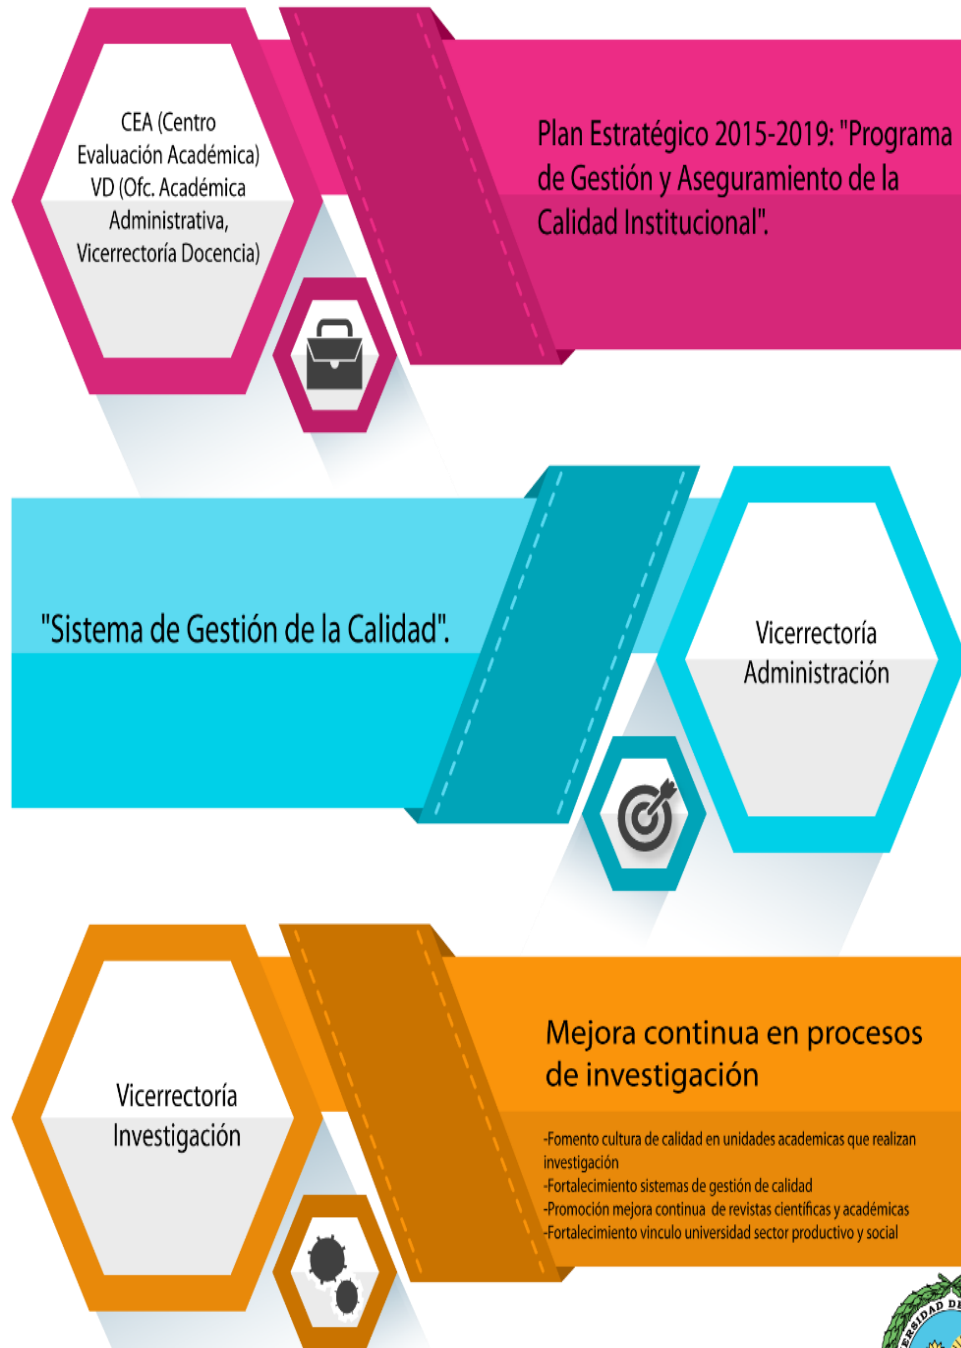 CEA (Centro
Evaluación Académica)
VD (Ofc. Académica
Administrativa,
Vicerrectoría Docencia)
Plan Estratégico 2015-2019: "Programa
de Gestión y Aseguramiento de la
Calidad Institucional".
"Sistema de Gestión de la Calidad".
Vicerrectoría
Administración
Vicerrectoría
Investigación
Mejora continua en procesos
de investigación
-Fomento cultura de calidad en unidades academicas que realizan
investigación
-Fortalecimiento sistemas de gestión de calidad
-Promoción mejora continua de revistas científicas y académicas
-Fortalecimiento vinculo universidad sector productivo y social